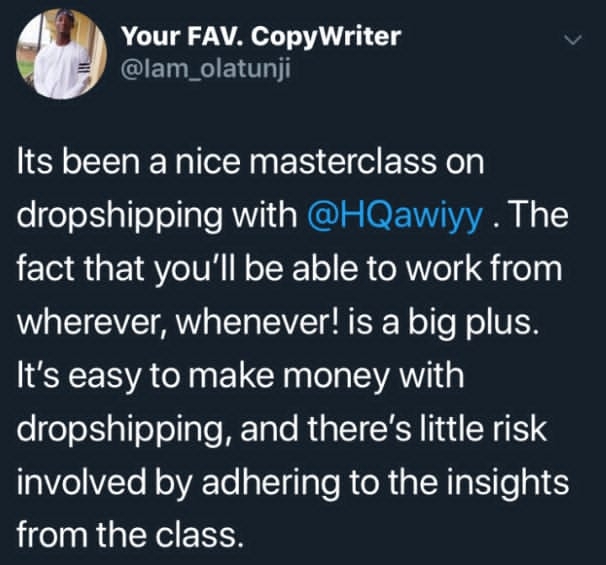 Your FAV. CopyWriter
@Iam_olatunji
Its been a nice masterclass on
dropshipping with @HQawiyy . The
fact that you’ll be able to work from
wherever, whenever! is a big plus.
It’s easy to make money with
dropshipping, and there’s little risk
involved by adhering to the insights
from the class.